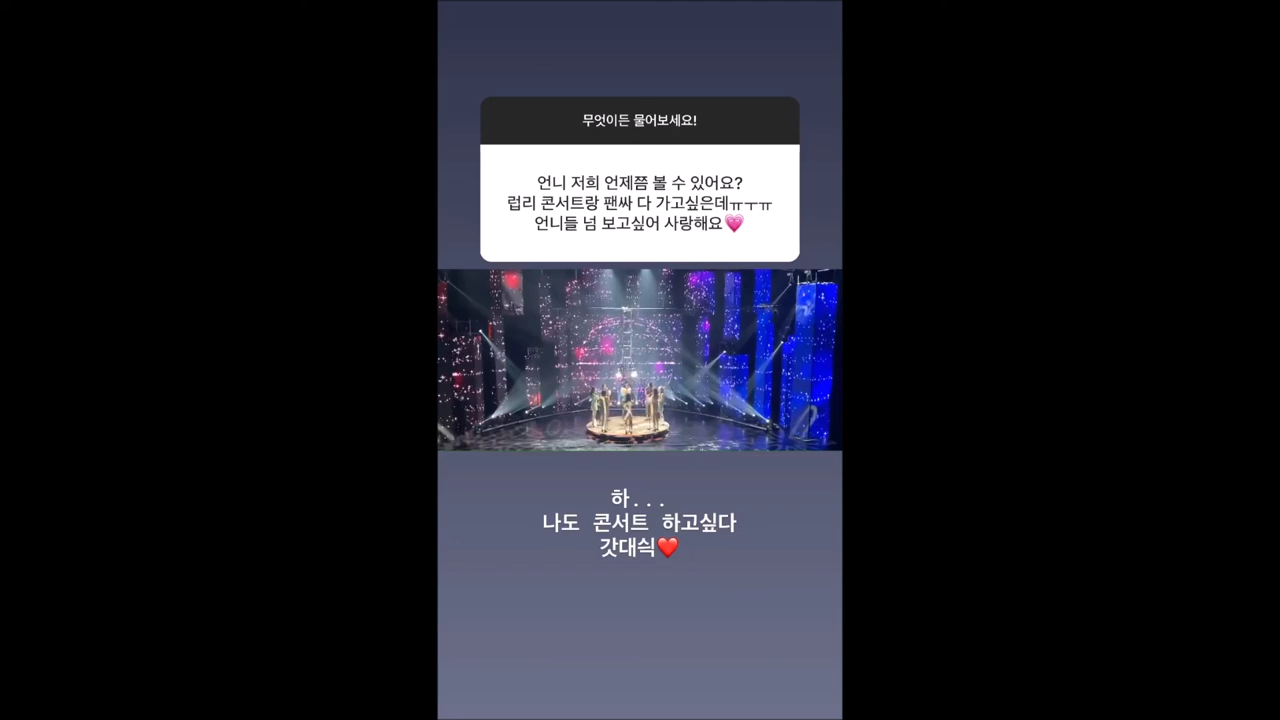 무엇이든 물어보세요!
언니 저희 언제쯤 볼 수 있어요?
럽리 콘서트랑 팬싸 다 가고싶은데ㅠㅜㅠ
언니들 넘 보고싶어 사랑해요💗
하...
나도 콘서트 하고싶다
갓대싘❤️